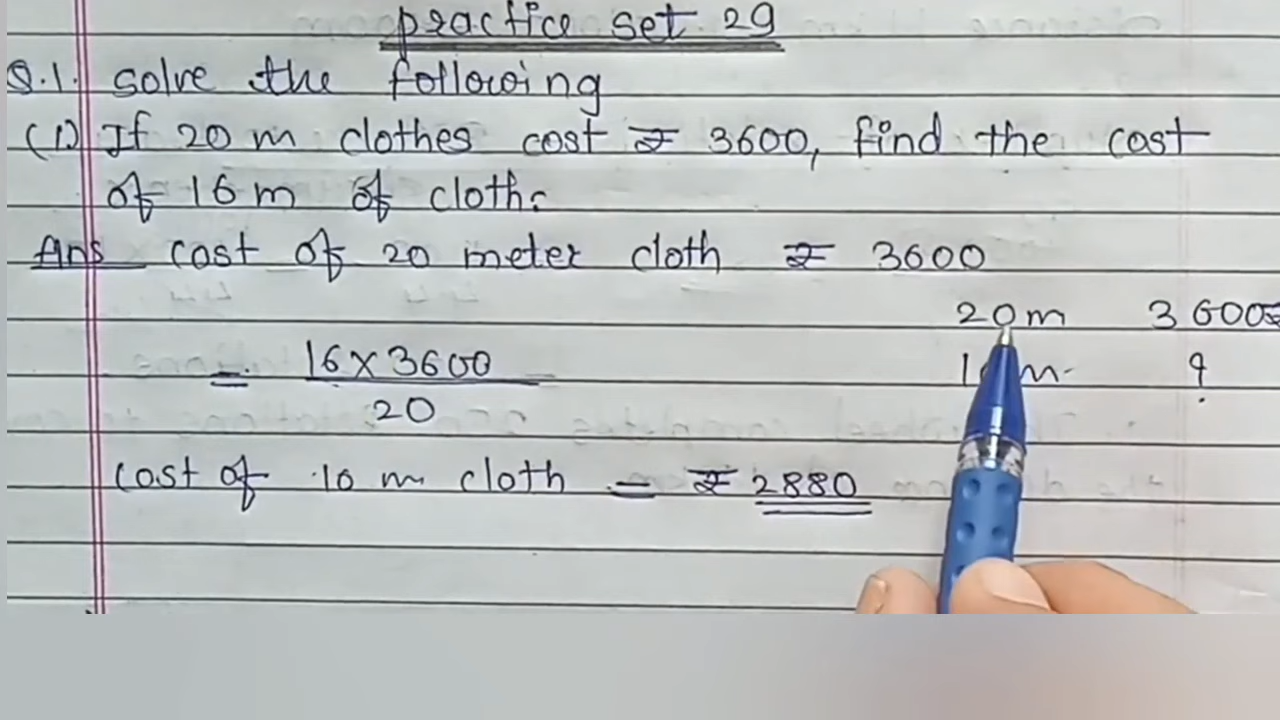 practice set 29
Q.1. solve the following
(1) If 20 m clothes cost ₹ 3600, find the cost
of 16 m of cloth.
Ans cost of 20 meter cloth ₹ 3600
20m 3600₹
= 16 x 3600
20
m ?
cost of 10 m cloth = ₹ 2880